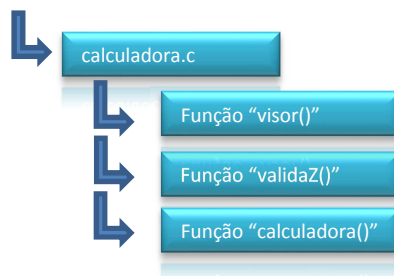 calculadora.c
Função “visor()”
Função “validaZ()”
Função “calculadora()”